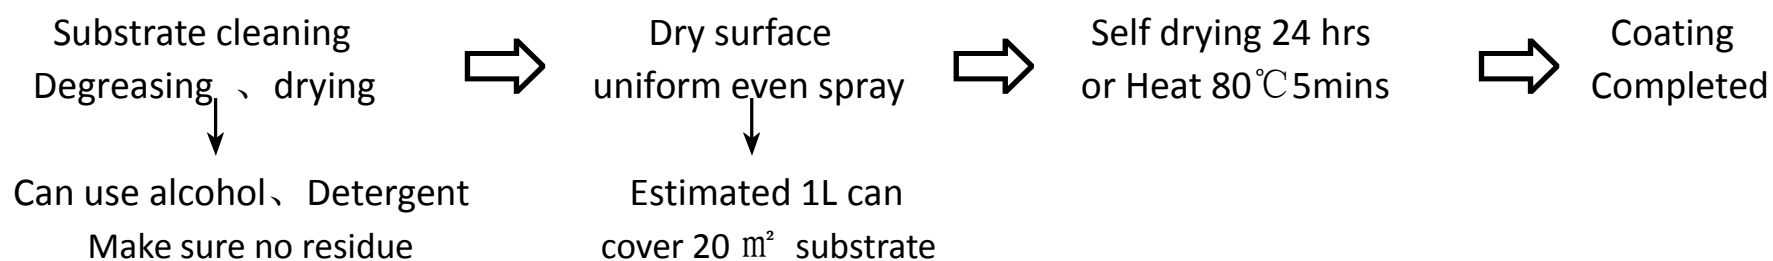 Substrate cleaning
Degreasing 、drying
Can use alcohol、Detergent
Make sure no residue
Dry surface
uniform even spray
Estimated 1L can
cover 20 ㎡ substrate
Self drying 24 hrs
or Heat 80℃5mins
Coating
Completed